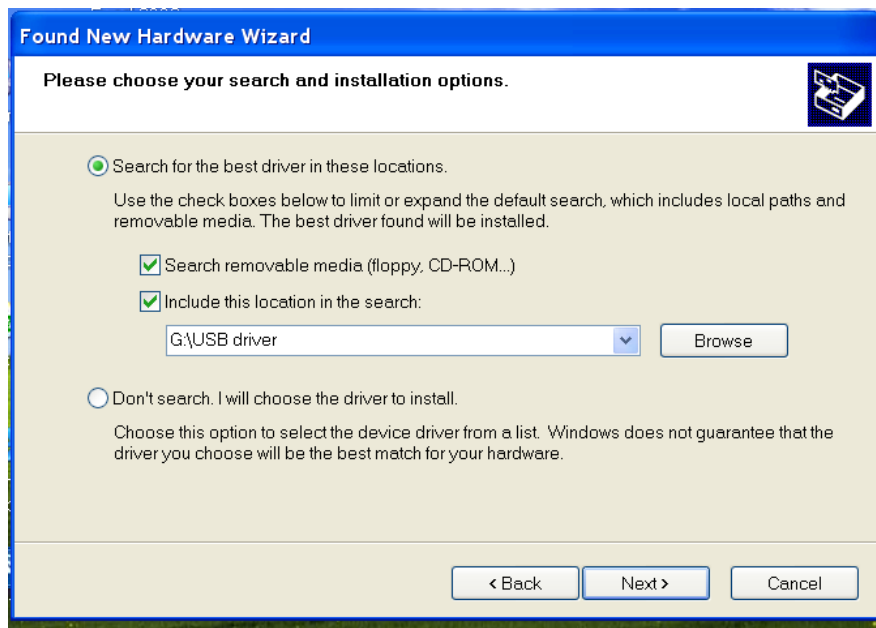 Found New Hardware Wizard
Please choose your search and installation options.
Search for the best driver in these locations.
Use the check boxes below to limit or expand the default search, which includes local paths and
removable media. The best driver found will be installed.
Search removable media (floppy, CD-ROM...)
Include this location in the search:
G:\USB driver
Browse
Don't search. I will choose the driver to install.
Choose this option to select the device driver from a list. Windows does not guarantee that the
driver you choose will be the best match for your hardware.
< Back
Next >
Cancel